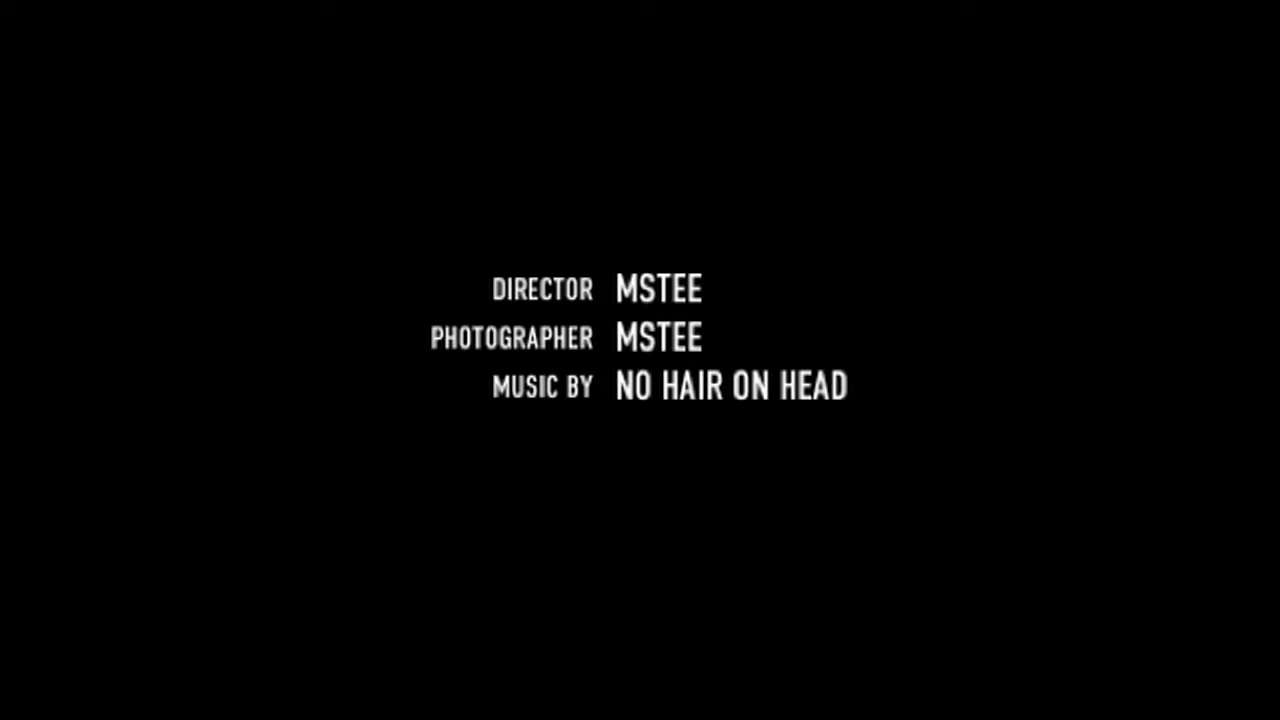 DIRECTOR MSTEE
PHOTOGRAPHER MSTEE
MUSIC BY NO HAIR ON HEAD